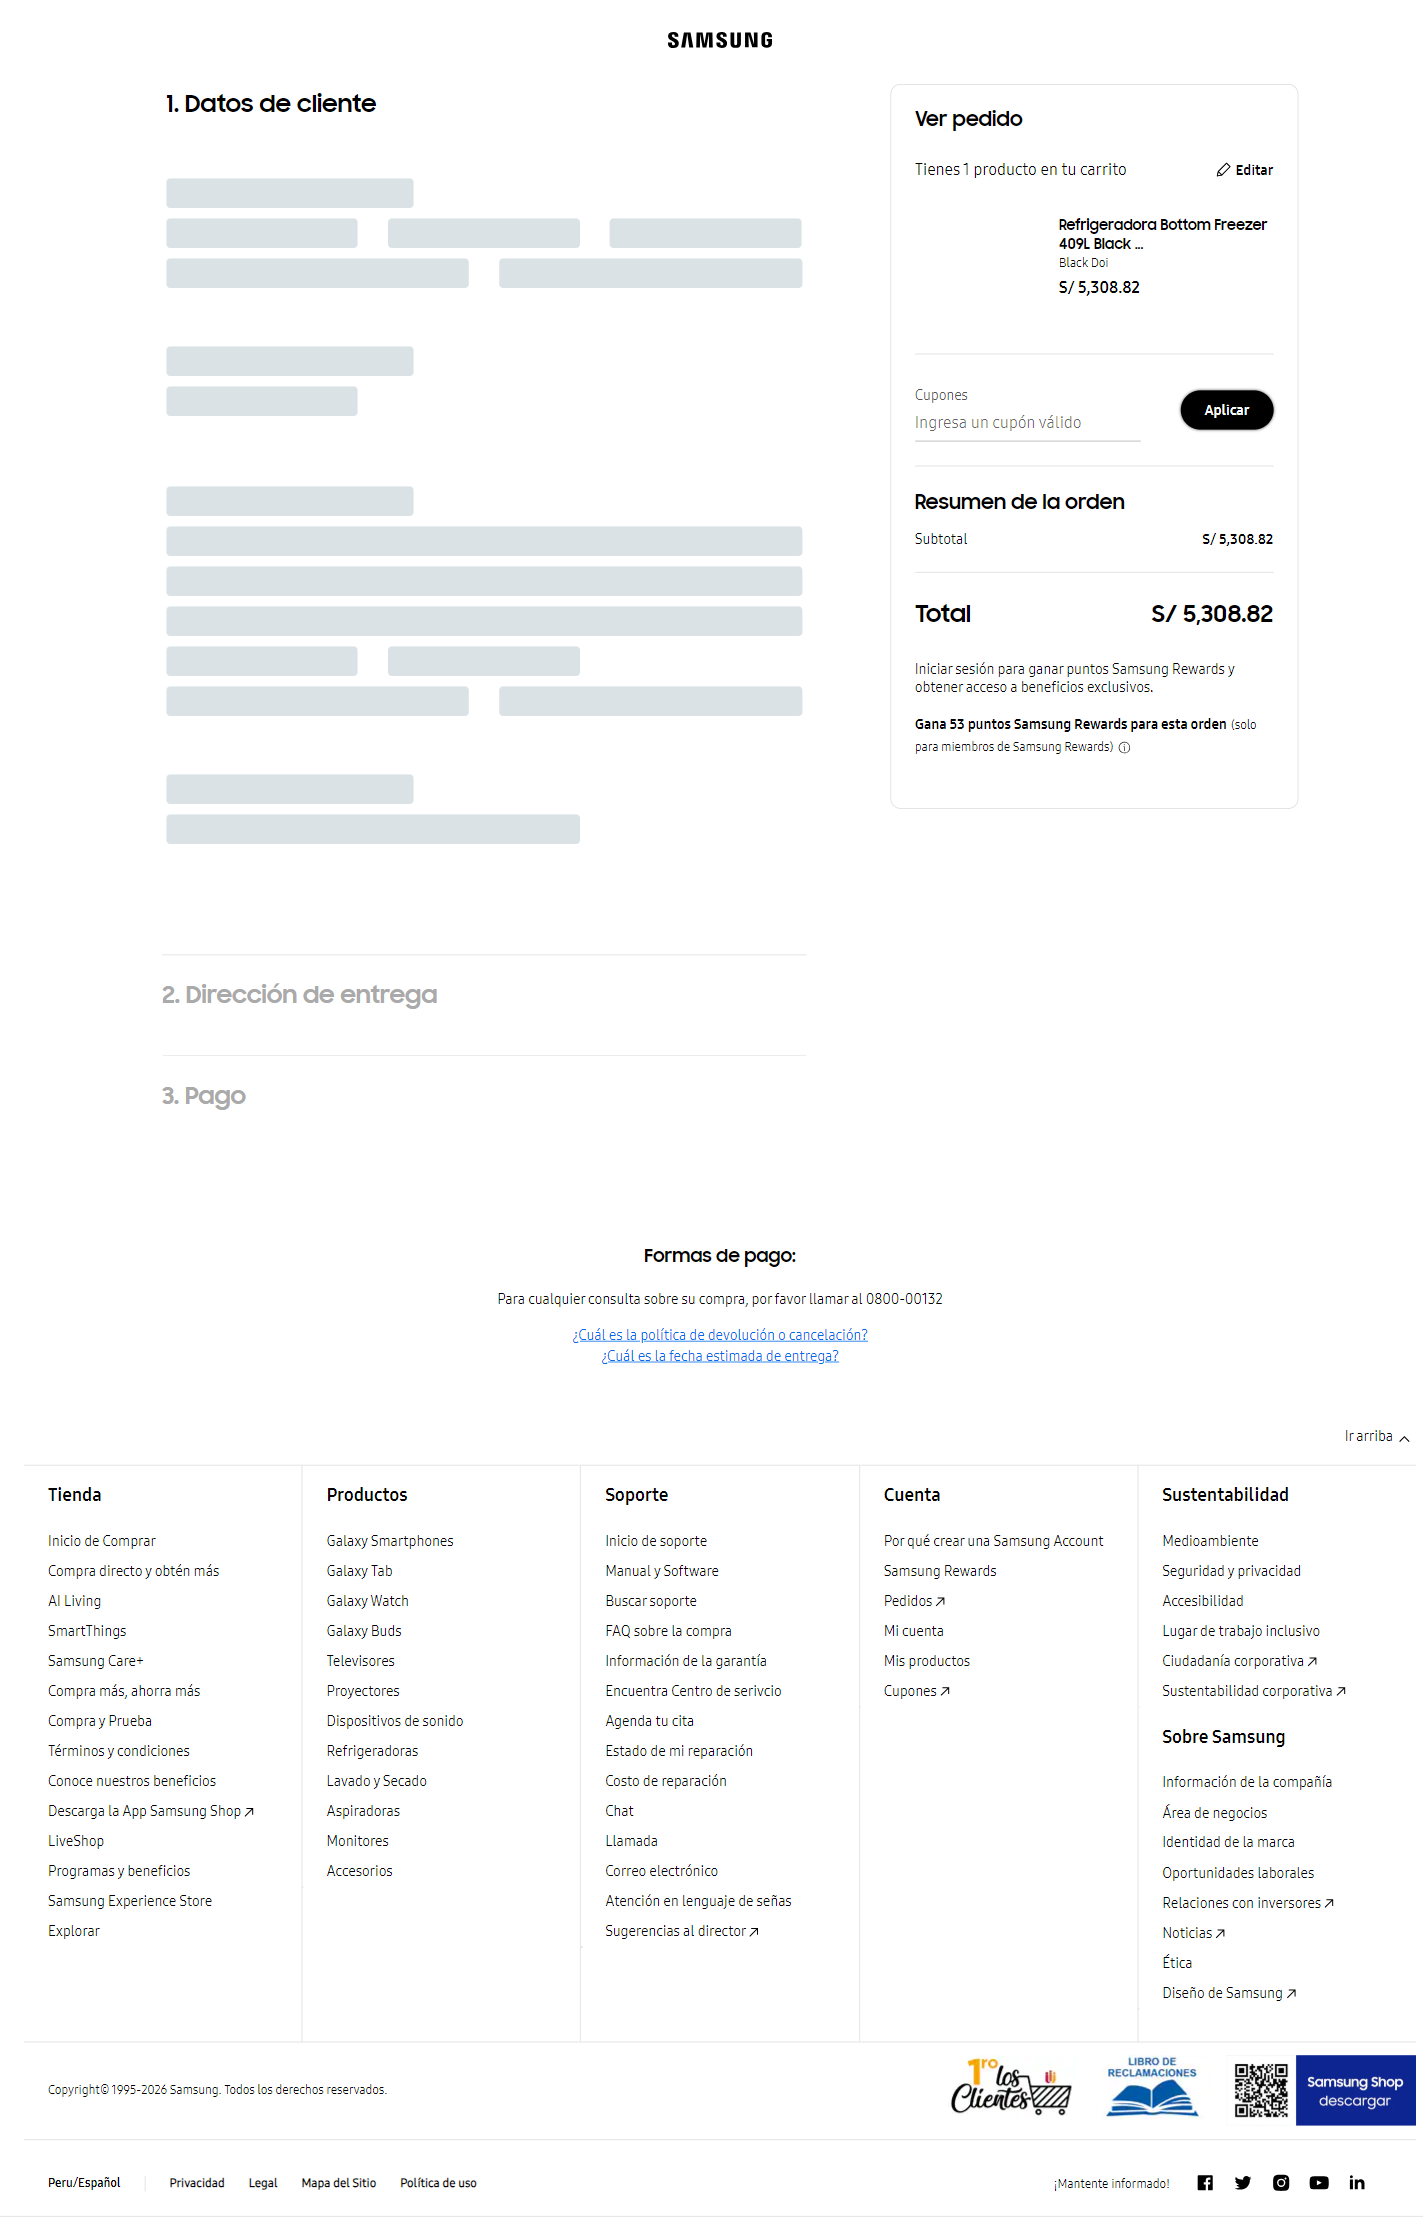 SAMSUNG
1. Datos de cliente
Ver pedido
Tienes 1 producto en tu carrito
Editar
Refrigeradora Bottom Freezer
409L Black ...
Black Doi
S/ 5,308.82
Cupones
Ingresa un cupón válido
Aplicar
Resumen de la orden
Subtotal S/ 5,308.82
Total S/ 5,308.82
Iniciar sesión para ganar puntos Samsung Rewards y
obtener acceso a beneficios exclusivos.
Gana 53 puntos Samsung Rewards para esta orden (solo
para miembros de Samsung Rewards)
2. Dirección de entrega
3. Pago
Formas de pago:
Para cualquier consulta sobre su compra, por favor llamar al 0800-00132
¿Cuál es la política de devolución o cancelación?
¿Cuál es la fecha estimada de entrega?
Ir arriba
Tienda
Inicio de Comprar
Compra directo y obtén más
AI Living
SmartThings
Samsung Care+
Compra más, ahorra más
Compra y Prueba
Términos y condiciones
Conoce nuestros beneficios
Descarga la App Samsung Shop
LiveShop
Programas y beneficios
Samsung Experience Store
Explorar
Productos
Galaxy Smartphones
Galaxy Tab
Galaxy Watch
Galaxy Buds
Televisores
Proyectores
Dispositivos de sonido
Refrigeradoras
Lavado y Secado
Aspiradoras
Monitores
Accesorios
Soporte
Inicio de soporte
Manual y Software
Buscar soporte
FAQ sobre la compra
Información de la garantía
Encuentra Centro de serivcio
Agenda tu cita
Estado de mi reparación
Costo de reparación
Chat
Llamada
Correo electrónico
Atención en lenguaje de señas
Sugerencias al director
Cuenta
Por qué crear una Samsung Account
Samsung Rewards
Pedidos
Mi cuenta
Mis productos
Cupones
Sustentabilidad
Medioambiente
Seguridad y privacidad
Accesibilidad
Lugar de trabajo inclusivo
Ciudadanía corporativa
Sustentabilidad corporativa
Sobre Samsung
Información de la compañía
Área de negocios
Identidad de la marca
Oportunidades laborales
Relaciones con inversores
Noticias
Ética
Diseño de Samsung
Copyright© 1995-2026 Samsung. Todos los derechos reservados.
1ro los
Clientes
LIBRO DE
RECLAMACIONES
Samsung Shop
descargar
Peru/Español
Privacidad
Legal
Mapa del Sitio
Política de uso
¡Mantente informado!